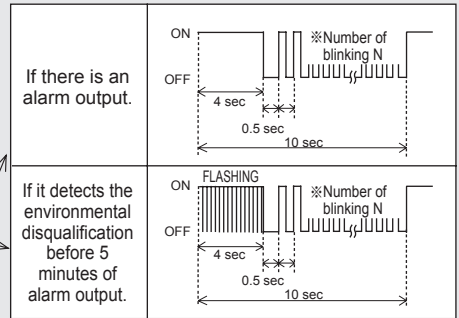 If there is an
alarm output.
ON
OFF
4 sec
0.5 sec
10 sec
※Number of
blinking N
If it detects the
environmental
disqualification
before 5
minutes of
alarm output.
FLASHING
ON
OFF
4 sec
0.5 sec
10 sec
※Number of
blinking N